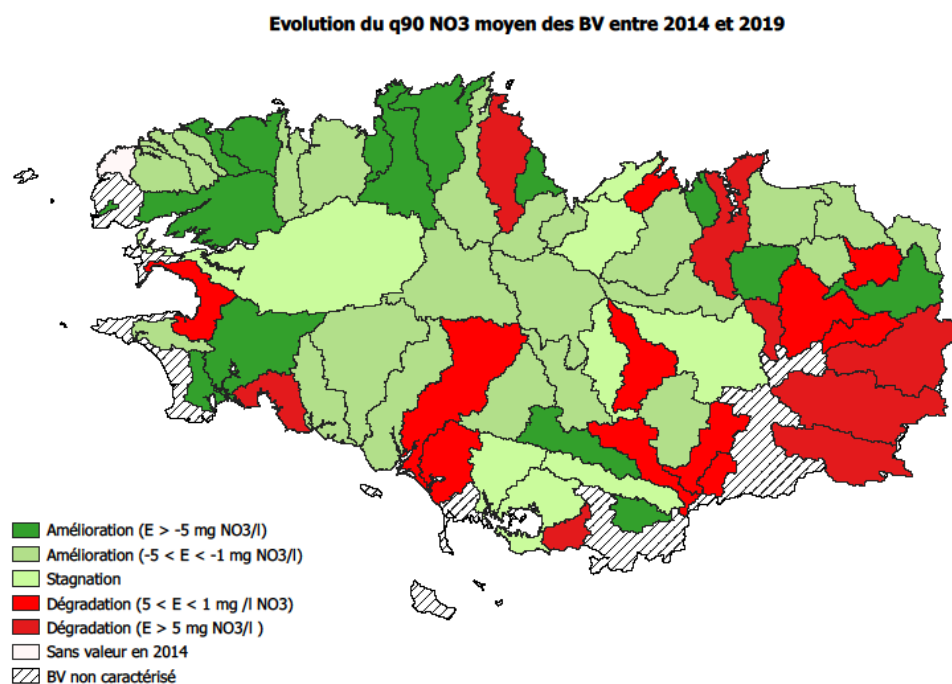 Evolution du q90 NO3 moyen des BV entre 2014 et 2019
Amélioration (E > -5 mg NO3/l)
Amélioration (-5 < E < -1 mg NO3/l)
Stagnation
Dégradation (5 < E < 1 mg /l NO3)
Dégradation (E > 5 mg NO3/l )
Sans valeur en 2014
BV non caractérisé